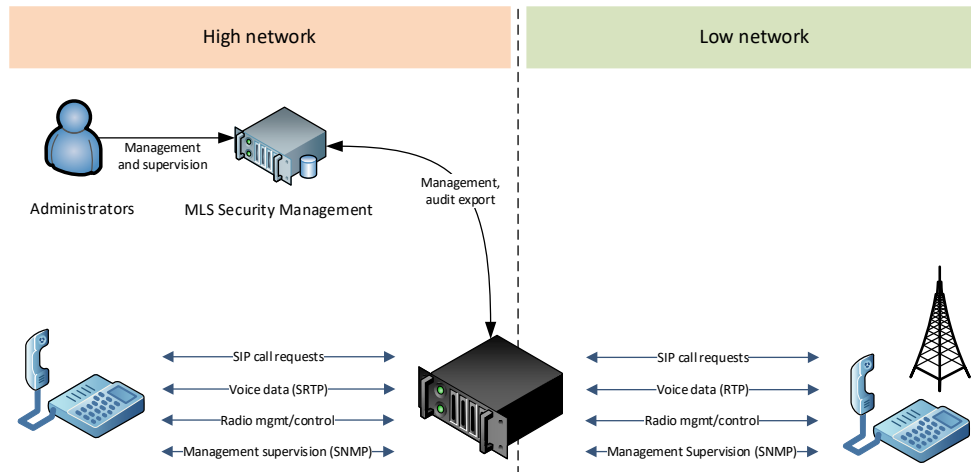 High network
Low network
Management
and supervision
Administrators
MLS Security Management
Management,
audit export
SIP call requests
Voice data (SRTP)
Radio mgmt/control
Management supervision (SNMP)
SIP call requests
Voice data (RTP)
Radio mgmt/control
Management Supervision (SNMP)